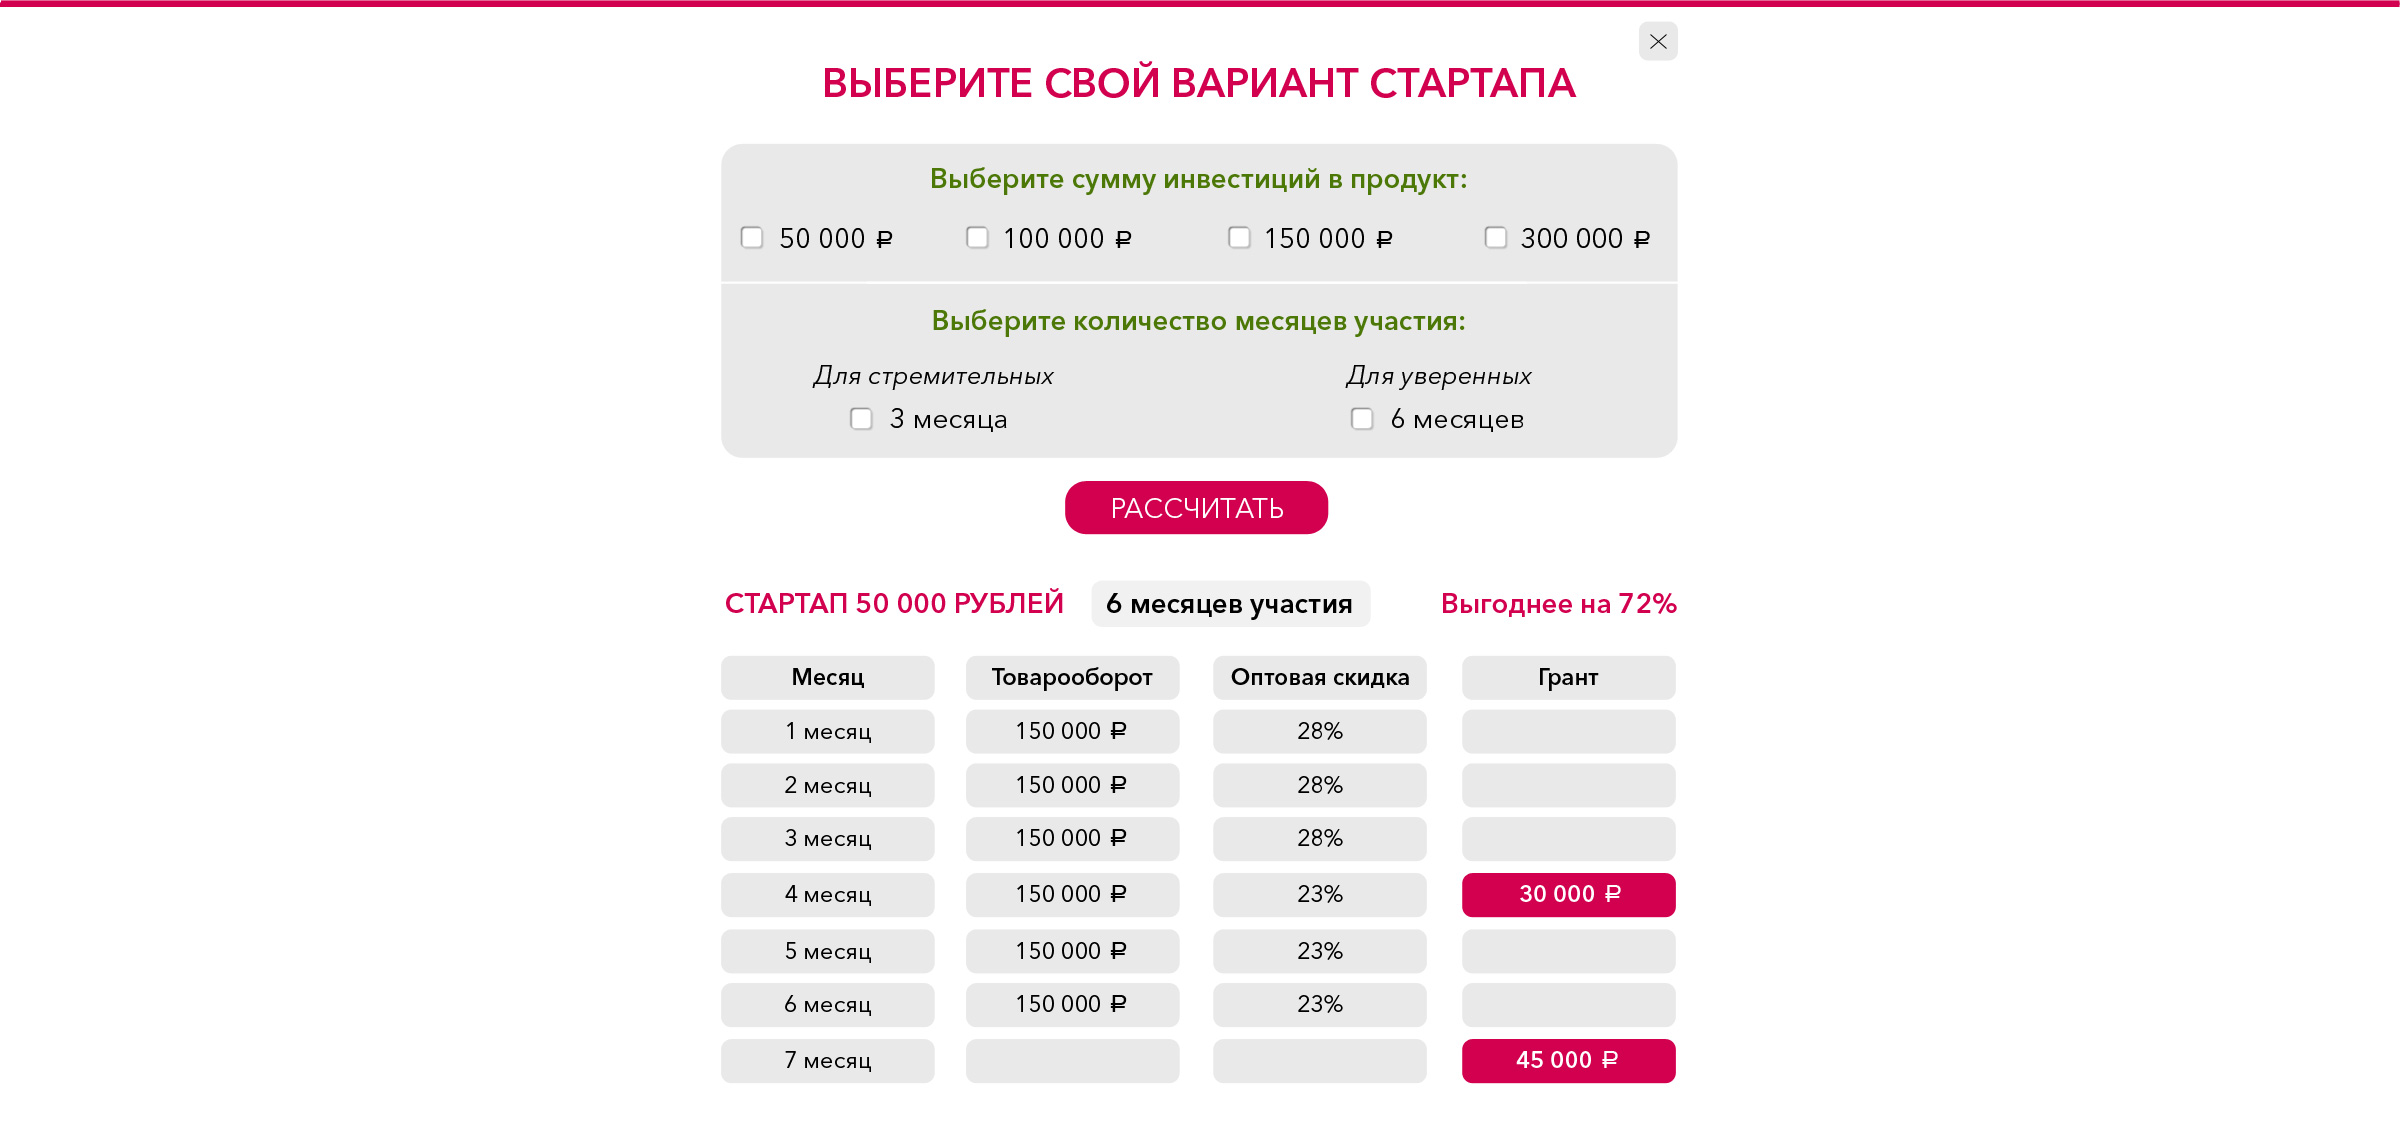 ВЫБЕРИТЕ СВОЙ ВАРИАНТ СТАРТАПА
Выберите сумму инвестиций в продукт:
50 000 ₽ 100 000 ₽ 150 000 ₽ 300 000 ₽
Выберите количество месяцев участия:
Для стремительных Для уверенных
3 месяца 6 месяцев
РАССЧИТАТЬ
СТАРТАП 50 000 РУБЛЕЙ 6 месяцев участия Выгоднее на 72%
Месяц Товарооборот Оптовая скидка Грант
1 месяц 150 000 ₽ 28%
2 месяц 150 000 ₽ 28%
3 месяц 150 000 ₽ 28%
4 месяц 150 000 ₽ 23% 30 000 ₽
5 месяц 150 000 ₽ 23%
6 месяц 150 000 ₽ 23%
7 месяц 45 000 ₽